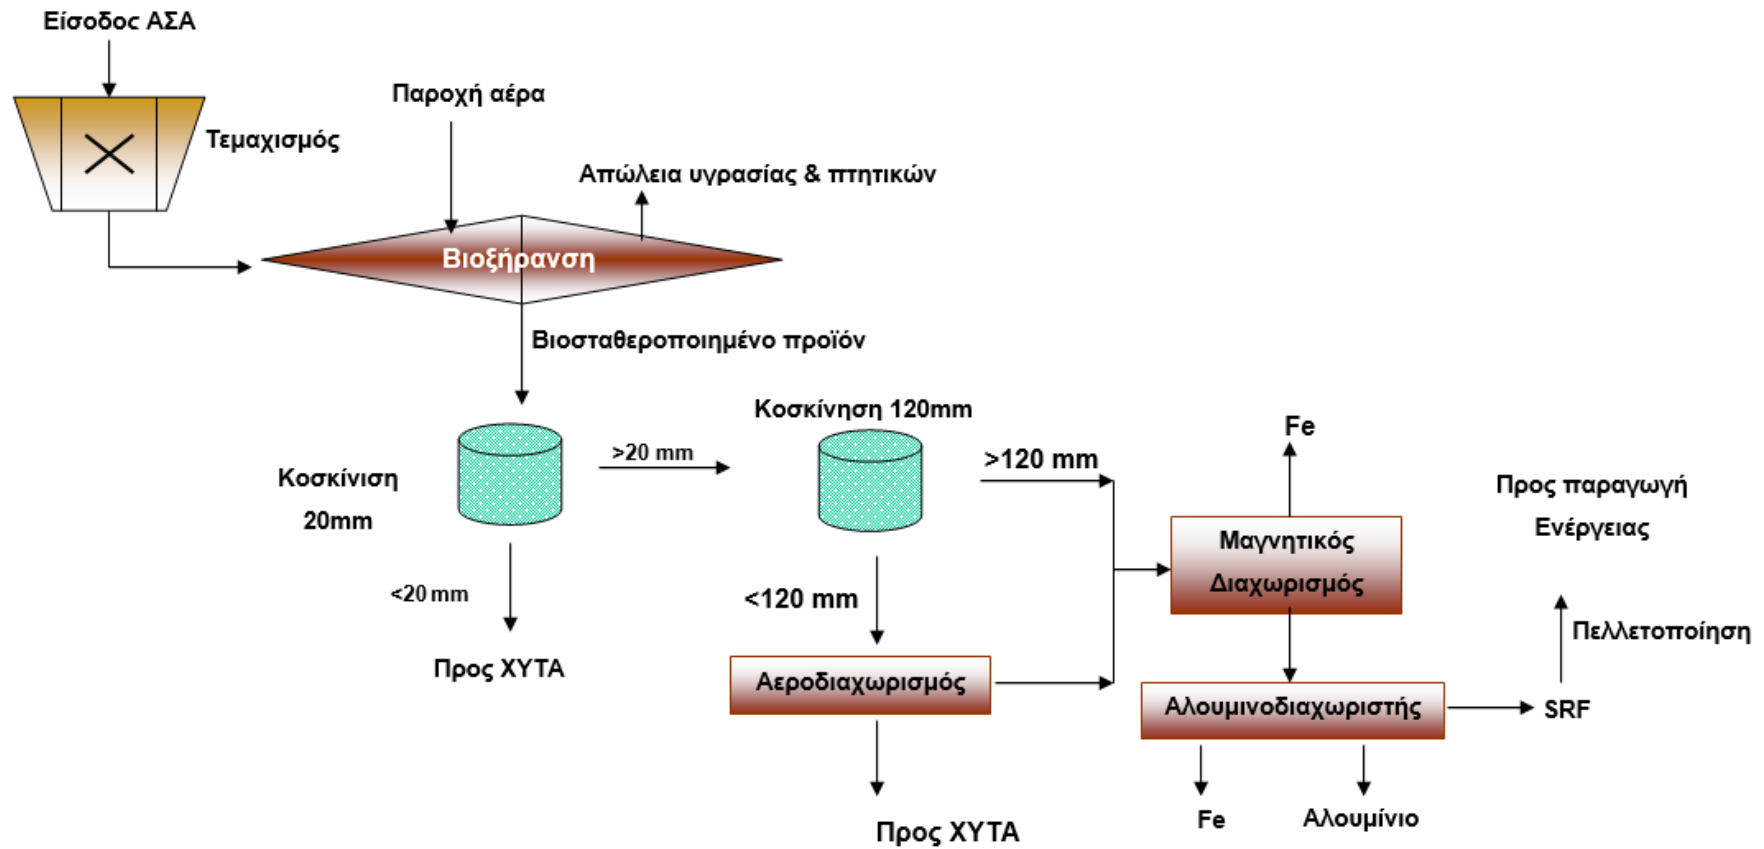 Είσοδος ΑΣΑ
Τεμαχισμός
Παροχή αέρα
Απώλεια υγρασίας & πτητικών
Βιοξήρανση
Βιοσταθεροποιημένο προϊόν
Κοσκίνιση
20mm
>20 mm
<20 mm
Προς ΧΥΤΑ
Κοσκίνηση 120mm
>120 mm
<120 mm
Αεροδιαχωρισμός
Προς ΧΥΤΑ
Fe
Μαγνητικός
Διαχωρισμός
Αλουμινοδιαχωριστής
Fe
Αλουμίνιο
SRF
Πελλετοποίηση
Προς παραγωγή
Ενέργειας